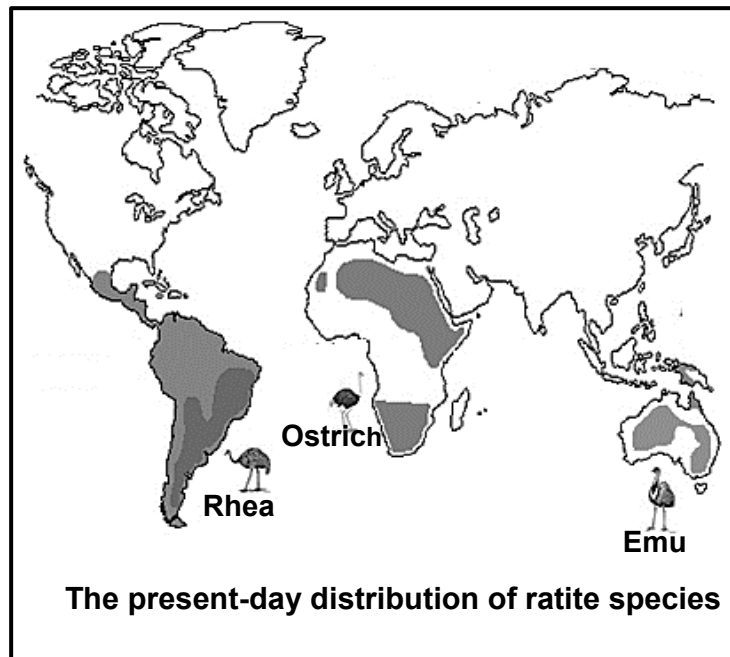 Ostrich
Rhea
Emu
The present-day distribution of ratite species